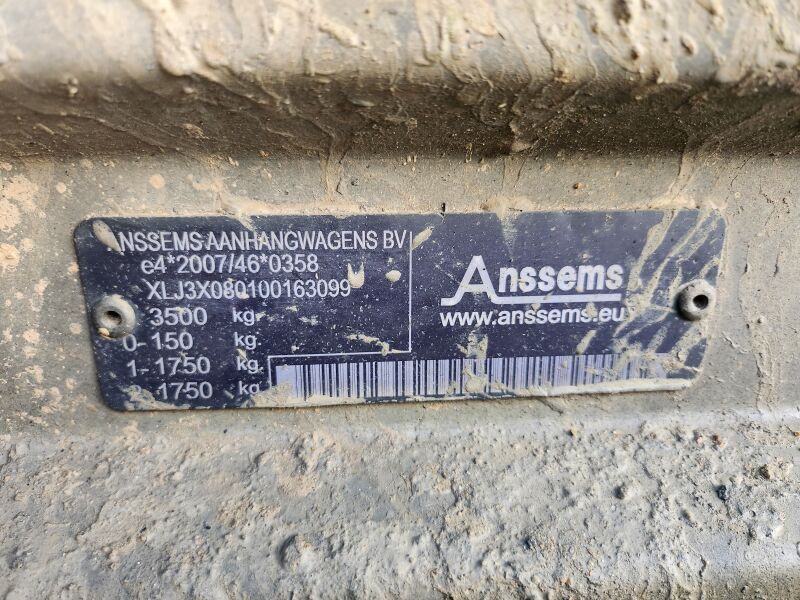 NSSEMS AANHANGWAGENS BV
e4*2007/46*0358
XLJ3X080100163099
3500 kg
0-150 kg
1-1750 kg
1750 kg
Anssems
www.anssems.eu